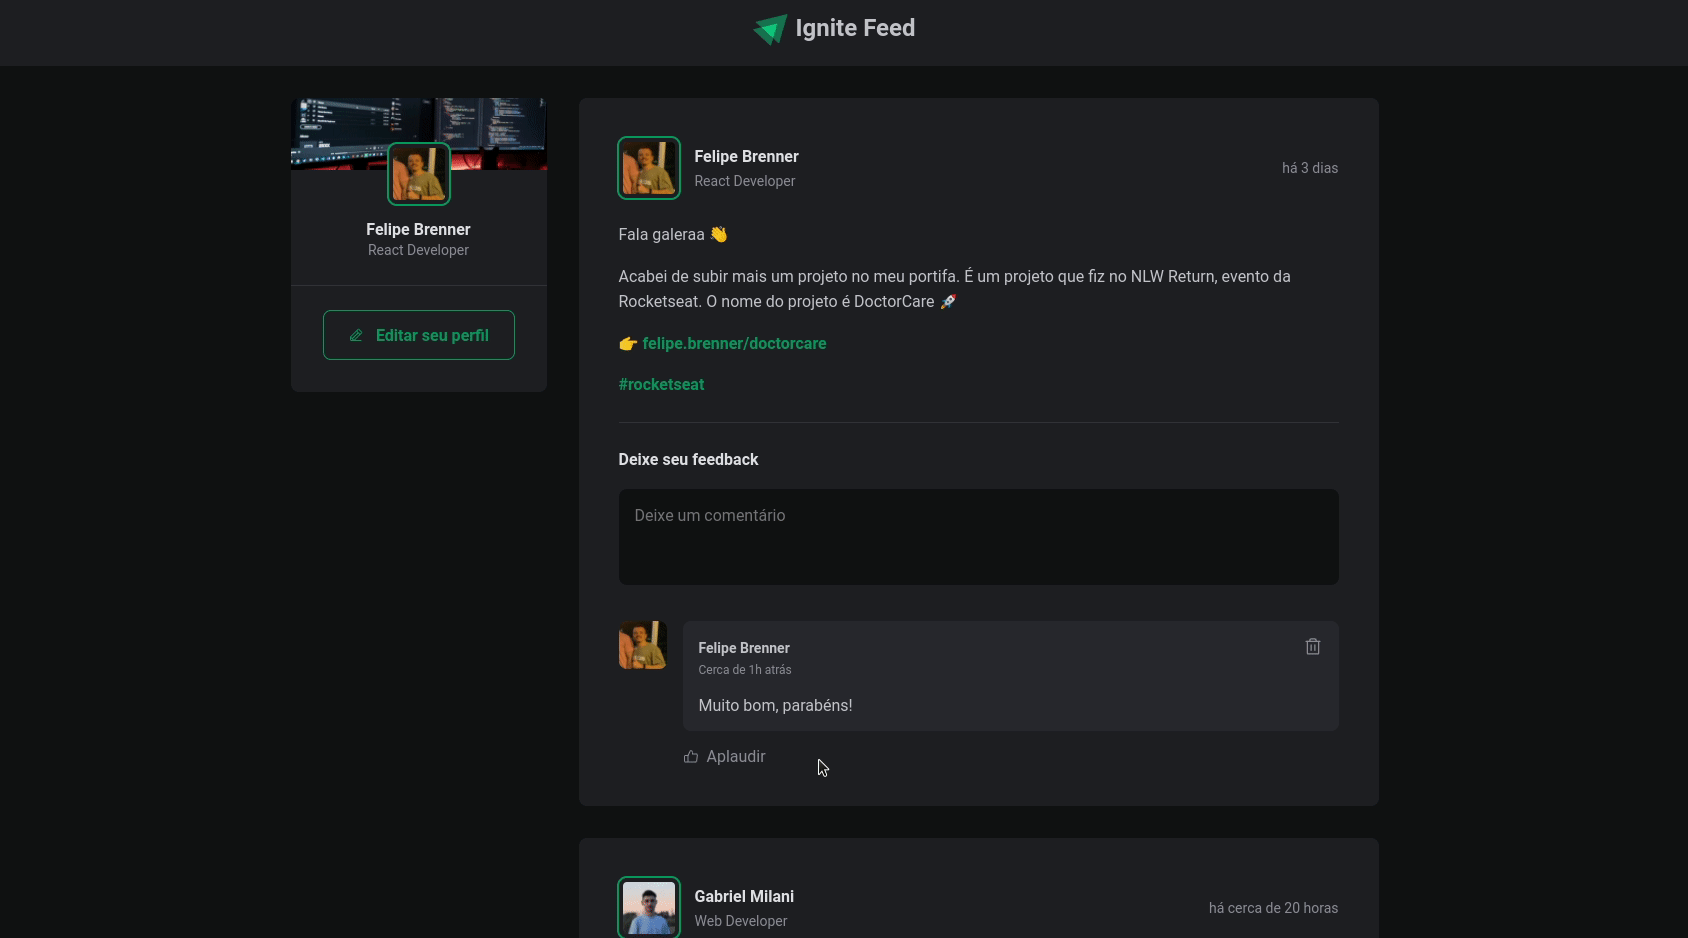 Ignite Feed
Felipe Brenner
React Developer
Editar seu perfil
Felipe Brenner
React Developer
há 3 dias
Fala galeraa 👋
Acabei de subir mais um projeto no meu portifa. É um projeto que fiz no NLW Return, evento da
Rocketseat. O nome do projeto é DoctorCare 🚀
👉 felipe.brenner/doctorcare
#rocketseat
Deixe seu feedback
Deixe um comentário
Felipe Brenner
Cerca de 1h atrás
Muito bom, parabéns!
Aplaudir
Gabriel Milani
Web Developer
há cerca de 20 horas